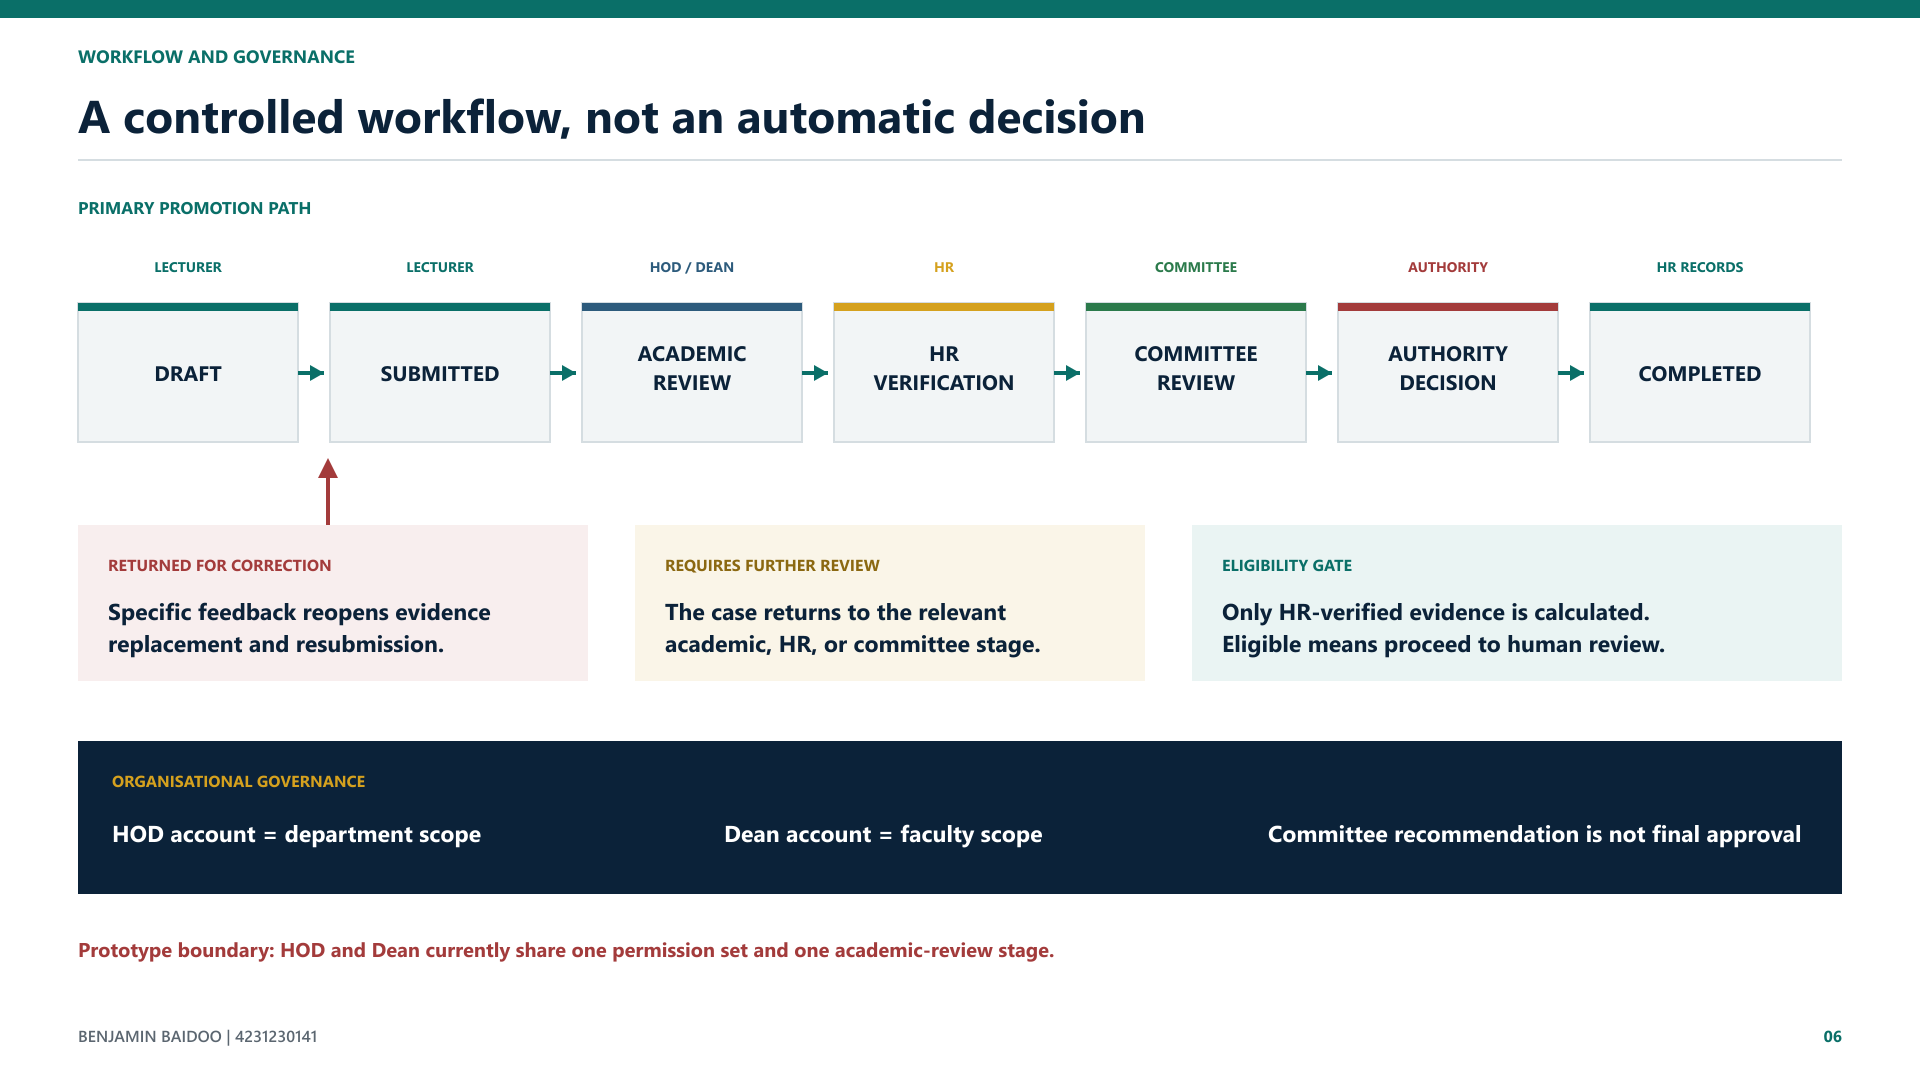 WORKFLOW AND GOVERNANCE
A controlled workflow, not an automatic decision
PRIMARY PROMOTION PATH
LECTURER
DRAFT
LECTURER
SUBMITTED
HOD / DEAN
ACADEMIC
REVIEW
HR
HR
VERIFICATION
COMMITTEE
COMMITTEE
REVIEW
AUTHORITY
AUTHORITY
DECISION
HR RECORDS
COMPLETED
RETURNED FOR CORRECTION
Specific feedback reopens evidence
replacement and resubmission.
REQUIRES FURTHER REVIEW
The case returns to the relevant
academic, HR, or committee stage.
ELIGIBILITY GATE
Only HR-verified evidence is calculated.
Eligible means proceed to human review.
ORGANISATIONAL GOVERNANCE
HOD account = department scope
Dean account = faculty scope
Committee recommendation is not final approval
Prototype boundary: HOD and Dean currently share one permission set and one academic-review stage.
BENJAMIN BAIDOO | 4231230141
06